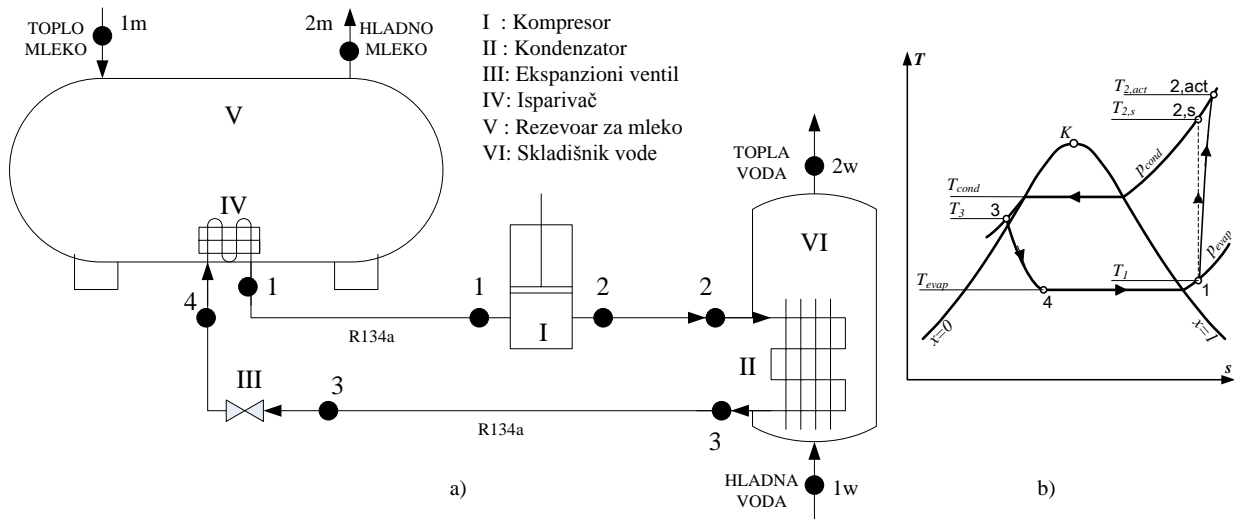 TOPLO
MLEKO
1m
2m
HLADNO
MLEKO
I : Kompresor
II : Kondenzator
III: Ekspanzioni ventil
IV: Isparivač
V : Rezevoar za mleko
VI: Skladišnik vode
V
IV
1
4
1
2
2
I
R134a
III
3
3
R134a
II
VI
TOPLA
VODA
2w
HLADNA
VODA
1w
a)
T
T2,act
2,act
T2,s
2,s
K
pcond
Tcond
T3
3
Tevap
4
T1
1
pevap
x=0
x=1
s
b)